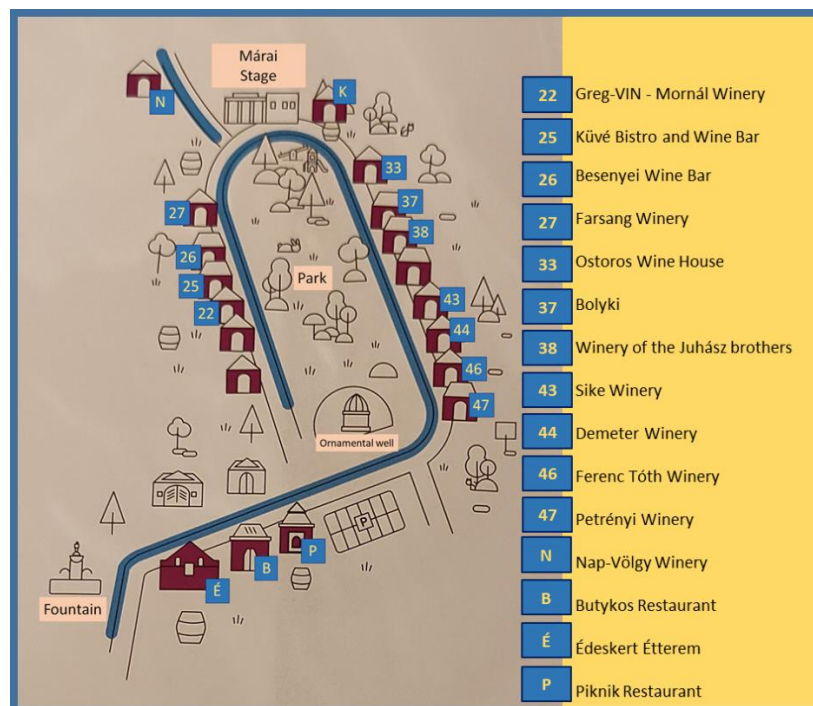 Márai
Stage
N
K
33
27
37
38
26
25
Park
22
43
44
46
47
Ornamental well
P
P
B
É
Fountain
22 Greg-VIN - Mornál Winery
25 Küvé Bistro and Wine Bar
26 Besenyei Wine Bar
27 Farsang Winery
33 Ostoros Wine House
37 Bolyki
38 Winery of the Juhász brothers
43 Sike Winery
44 Demeter Winery
46 Ferenc Tóth Winery
47 Petrényi Winery
N Nap-Völgy Winery
B Butykos Restaurant
É Édeskert Étterem
P Piknik Restaurant